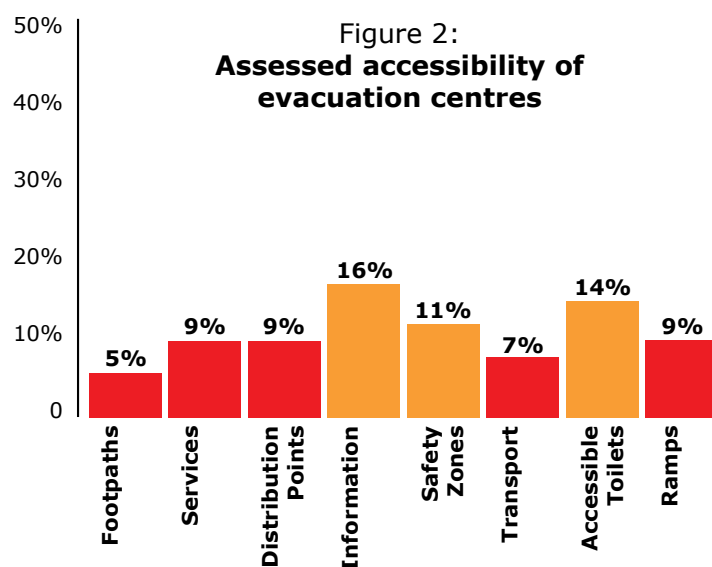 Figure 2:
Assessed accessibility of
evacuation centres
50%
40%
30%
20%
10%
0
5%
9%
9%
16%
11%
7%
14%
9%
Footpaths
Services
Distribution
Points
Information
Safety
Zones
Transport
Accessible
Toilets
Ramps